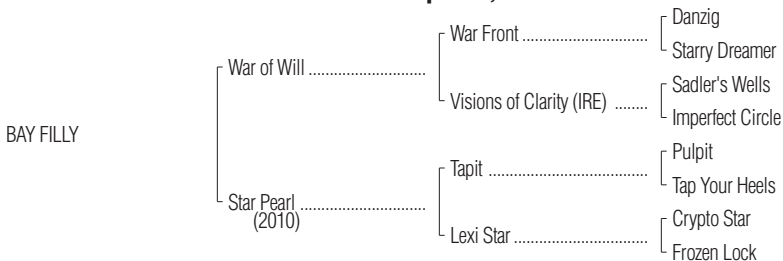 War Front ................................
Danzig
Starry Dreamer
War of Will ..............................
Visions of Clarity (IRE) ........
Sadler's Wells
Imperfect Circle
BAY FILLY
Tapit ..........................................
Pulpit
Tap Your Heels
Star Pearl ................................
(2010)
Lexi Star ...................................
Crypto Star
Frozen Lock